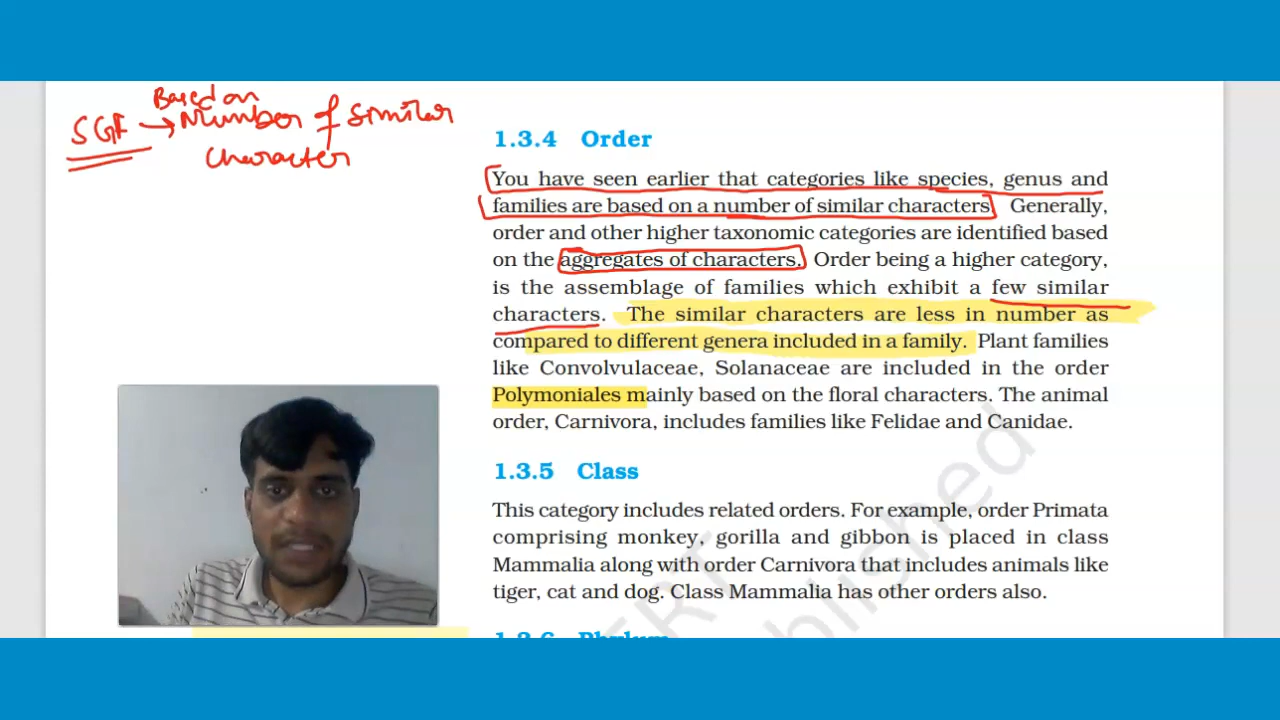 Based on
SGF → Number of Similar
Character
1.3.4 Order
You have seen earlier that categories like species, genus and
families are based on a number of similar characters. Generally,
order and other higher taxonomic categories are identified based
on the aggregates of characters. Order being a higher category,
is the assemblage of families which exhibit a few similar
characters. The similar characters are less in number as
compared to different genera included in a family. Plant families
like Convolvulaceae, Solanaceae are included in the order
Polymoniales mainly based on the floral characters. The animal
order, Carnivora, includes families like Felidae and Canidae.
1.3.5 Class
This category includes related orders. For example, order Primata
comprising monkey, gorilla and gibbon is placed in class
Mammalia along with order Carnivora that includes animals like
tiger, cat and dog. Class Mammalia has other orders also.
1.3.6 Phylum